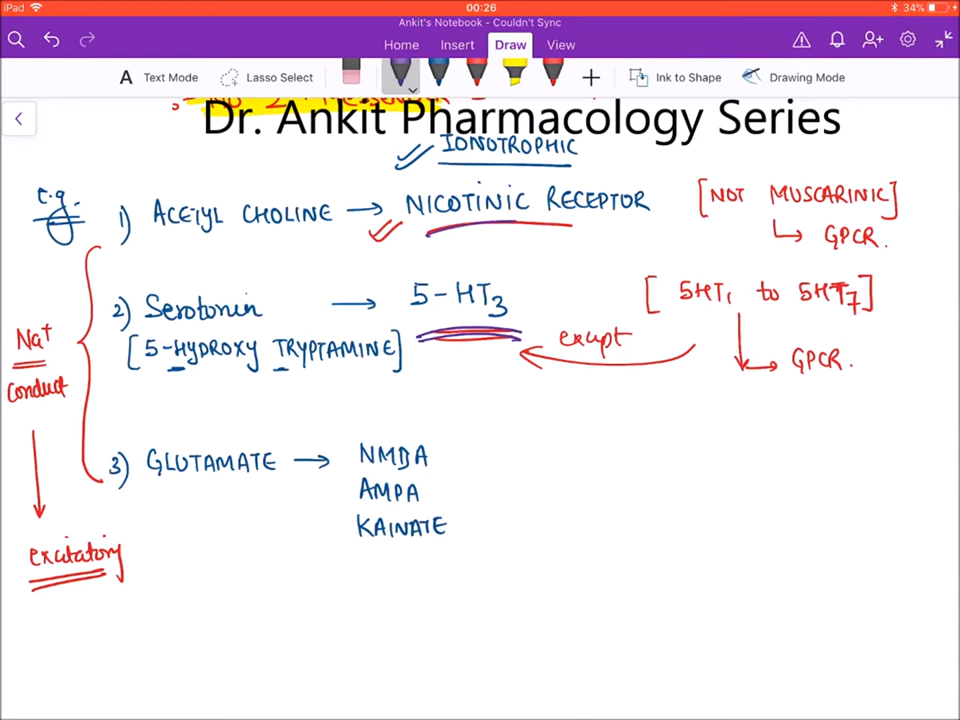 iPad 00:26 34%
Ankit's Notebook - Couldn't Sync
Home Insert Draw View
A Text Mode Lasso Select Ink to Shape Drawing Mode
Dr. Ankit Pharmacology Series
IONOTROPHIC
e.g.
1) ACETYL CHOLINE → NICOTINIC RECEPTOR [NOT MUSCARINIC]
↳ GPCR.
2) Serotonin → 5-HT3 [5HT1 to 5HT7]
[5-HYDROXY TRYPTAMINE] except → GPCR.
Na+
conduct
3) GLUTAMATE → NMDA
AMPA
KAINATE
excitatory